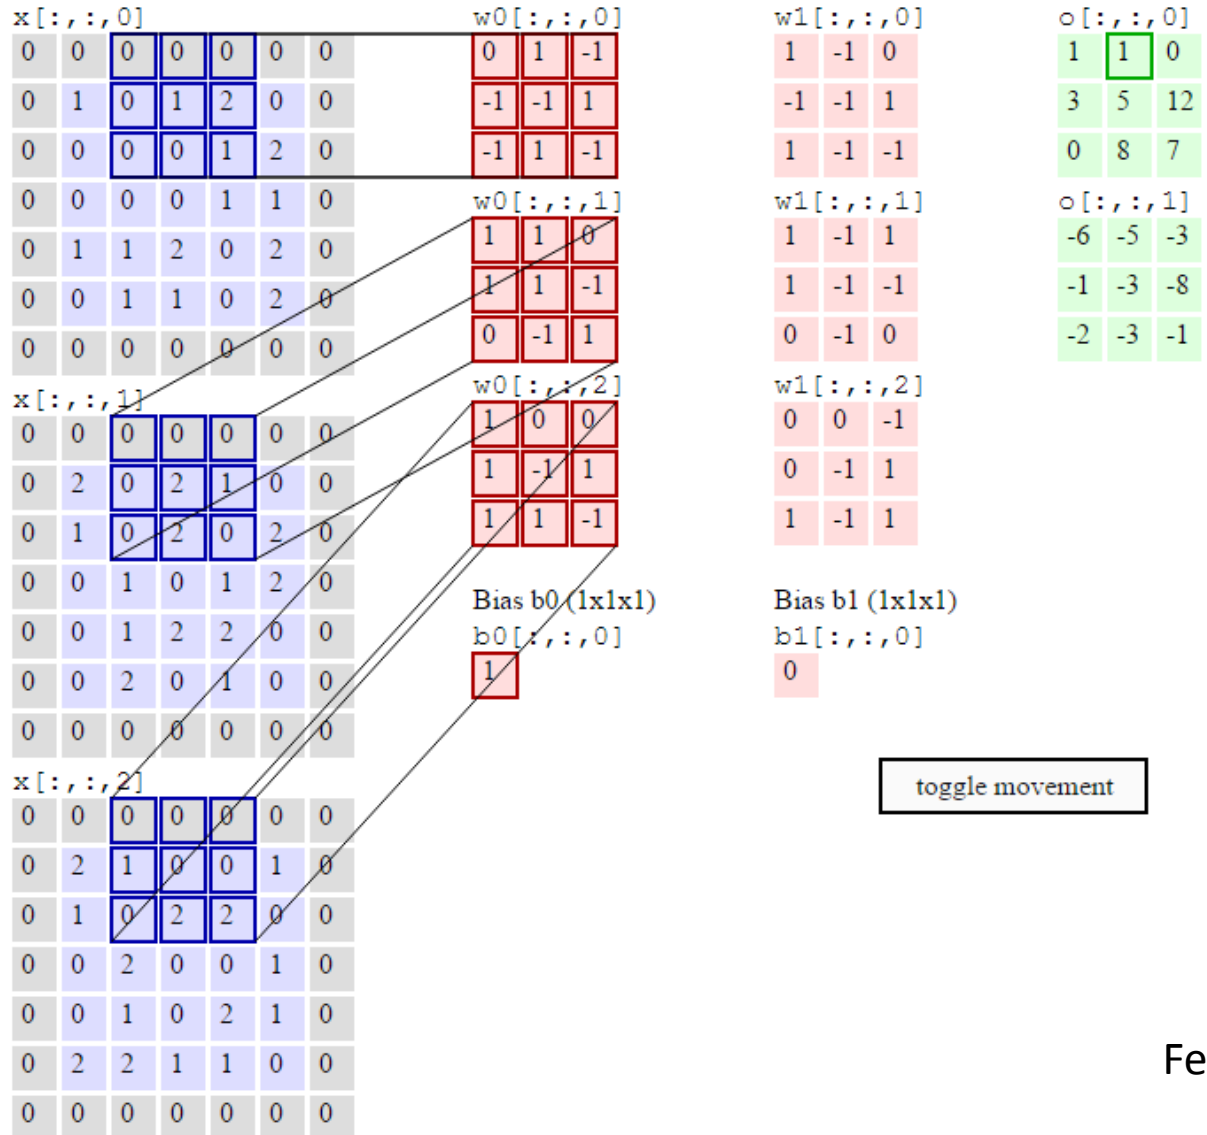 x[:,:,0] w0[:,:,0] w1[:,:,0] o[:,:,0]
0 0 0 0 0 0 0 0 1 -1 1 -1 0 1 1 0
0 1 0 1 2 0 0 -1 -1 1 -1 -1 1 3 5 12
0 0 0 0 1 2 0 -1 1 -1 1 -1 -1 0 8 7
0 0 0 0 1 1 0 w0[:,:,1] w1[:,:,1] o[:,:,1]
0 1 1 2 0 2 0 1 1 0 1 -1 1 -6 -5 -3
0 0 1 1 0 2 0 1 1 -1 1 -1 -1 -1 -3 -8
0 0 0 0 0 0 0 0 -1 1 0 -1 0 -2 -3 -1
x[:,:,1] w0[:,:,2] w1[:,:,2]
0 0 0 0 0 0 0 1 0 0 0 0 -1
0 2 0 2 1 0 0 1 -1 1 0 -1 1
0 1 0 2 0 2 0 1 1 -1 1 -1 1
0 0 1 0 1 2 0 Bias b0 (1x1x1) Bias b1 (1x1x1)
0 0 1 2 2 0 0 b0[:,:,0] b1[:,:,0]
0 0 2 0 1 0 0 1 0
0 0 0 0 0 0 0
x[:,:,2] toggle movement
0 0 0 0 0 0 0
0 2 1 0 0 1 0
0 1 0 2 2 0 0
0 0 2 0 0 1 0
0 0 1 0 2 1 0
0 2 2 1 1 0 0 Fe
0 0 0 0 0 0 0